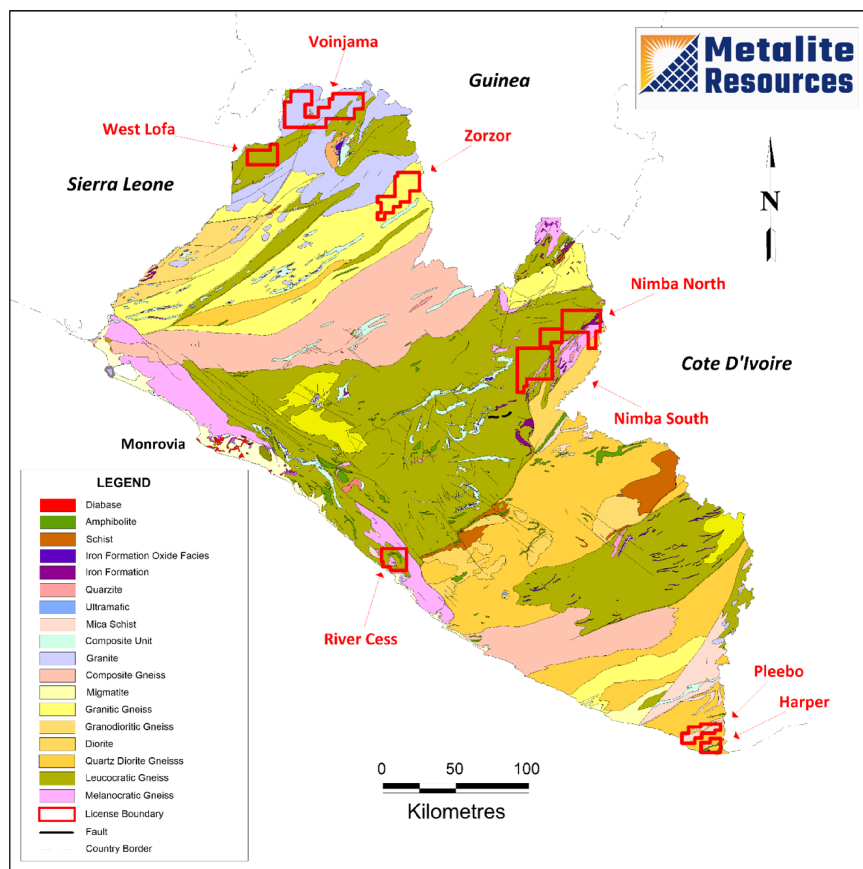 Voinjama
Guinea
Metalite
Resources
West Lofa
Zorzor
Sierra Leone
N
Nimba North
Cote D'Ivoire
Nimba South
Monrovia
LEGEND
Diabase
Amphibolite
Schist
Iron Formation Oxide Facies
Iron Formation
Quarzite
Ultramatic
Mica Schist
Composite Unit
Granite
Composite Gneiss
Migmatite
Granitic Gneiss
Granodioritic Gneiss
Diorite
Quartz Diorite Gneisss
Leucocratic Gneiss
Melanocratic Gneiss
License Boundary
Fault
Country Border
River Cess
Pleebo
Harper
0 50 100
Kilometres